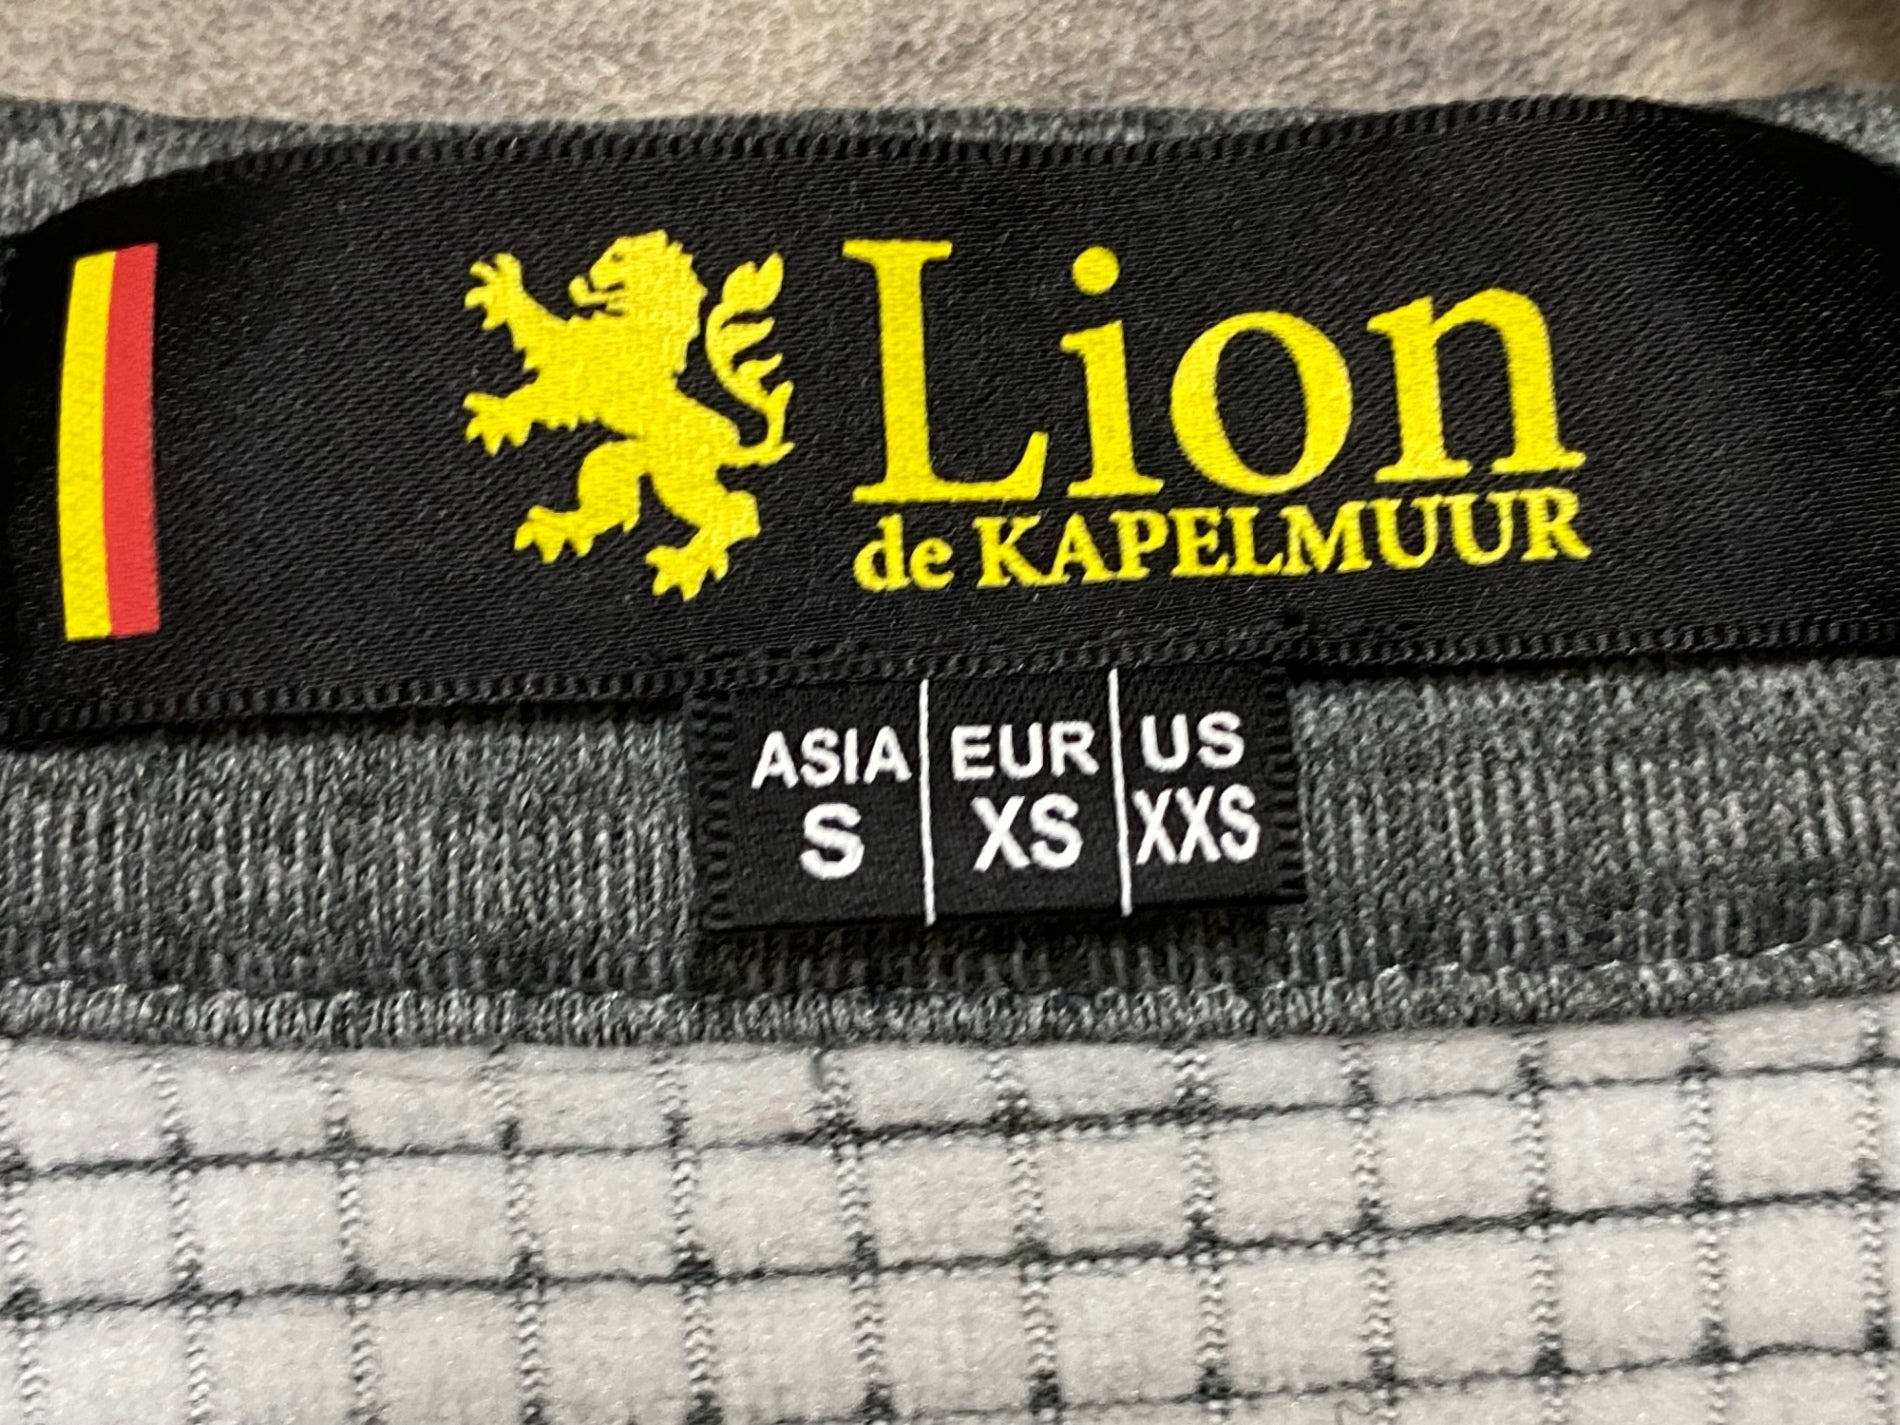 Lion
de KAPELMUUR
ASIA EUR US
S XS XXS